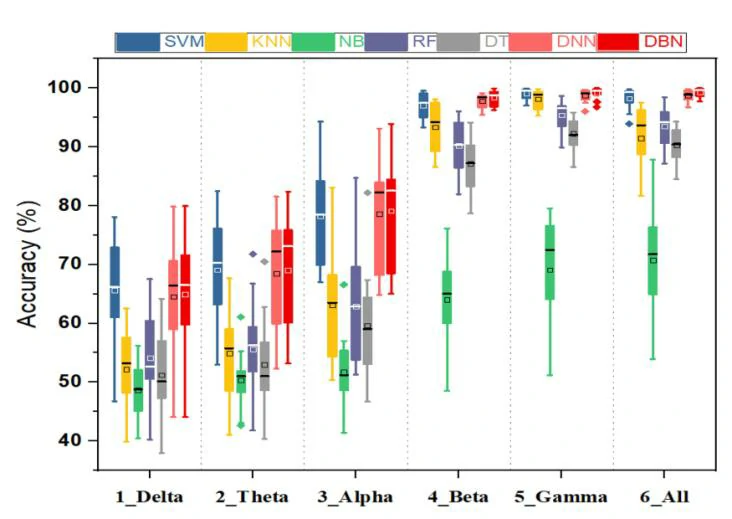 SVM KNN NB RF DT DNN DBN
Accuracy (%)
100
90
80
70
60
50
40
1_Delta 2_Theta 3_Alpha 4_Beta 5_Gamma 6_All